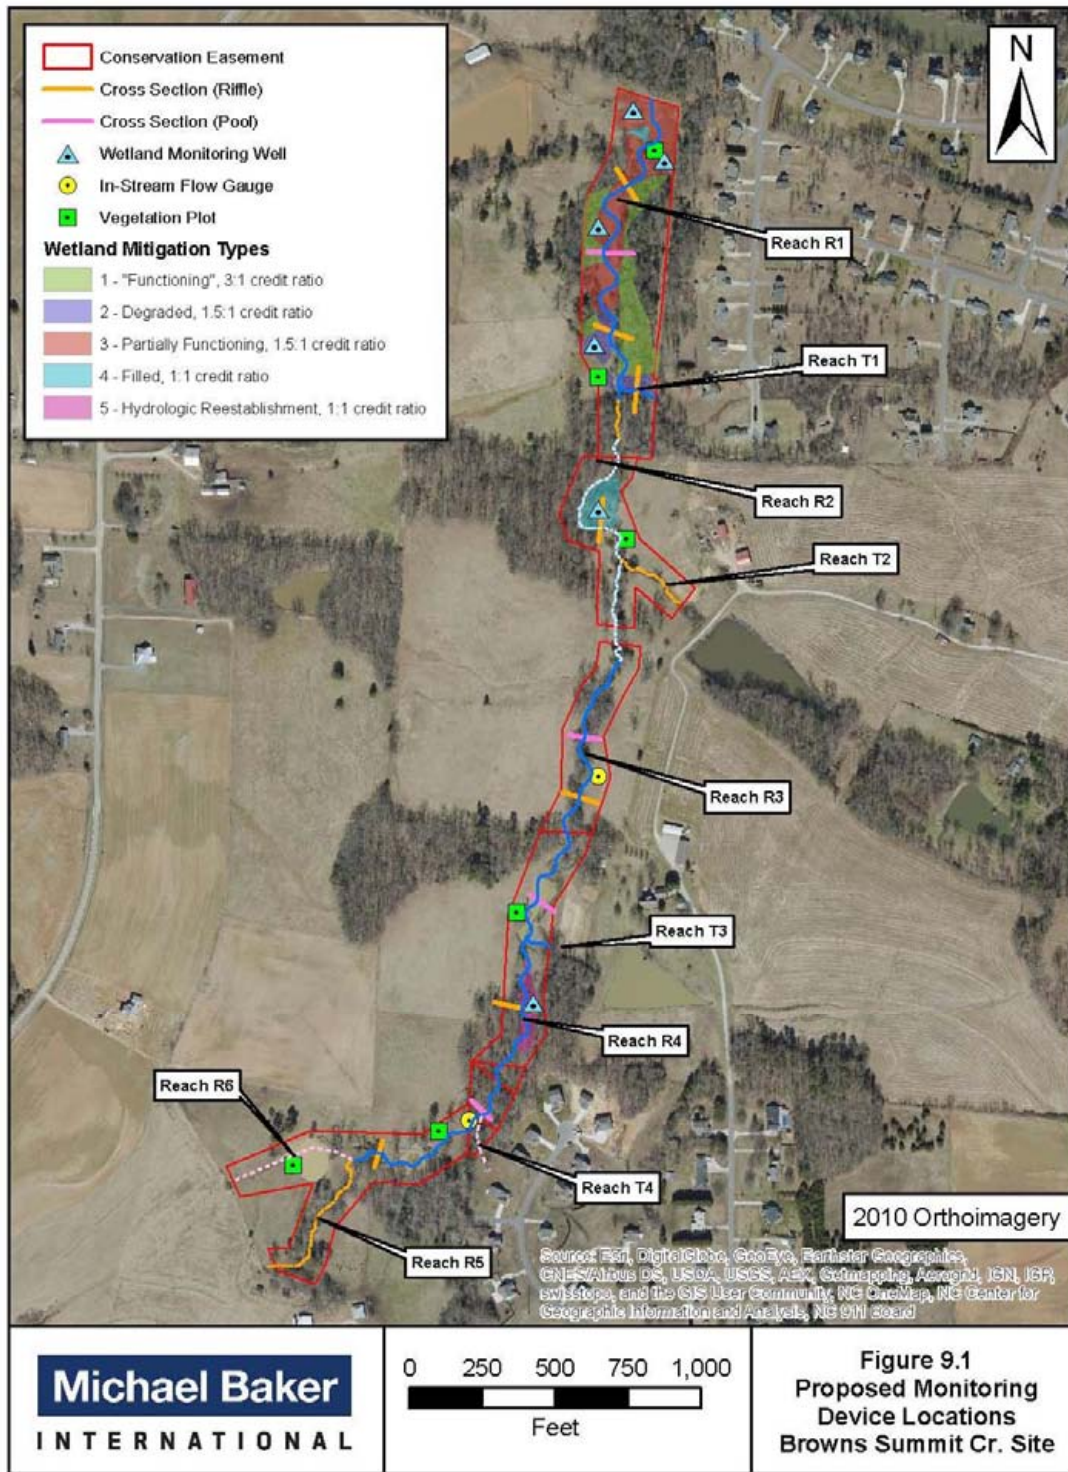 Conservation Easement
Cross Section (Riffle)
Cross Section (Pool)
Wetland Monitoring Well
In-Stream Flow Gauge
Vegetation Plot
Wetland Mitigation Types
1 - "Functioning", 3:1 credit ratio
2 - Degraded, 1.5:1 credit ratio
3 - Partially Functioning, 1.5:1 credit ratio
4 - Filled, 1:1 credit ratio
5 - Hydrologic Reestablishment, 1:1 credit ratio
N
Reach R1
Reach T1
Reach R2
Reach T2
Reach R3
Reach T3
Reach R4
Reach R6
Reach T4
Reach R5
2010 Orthoimagery
Source: Esri, DigitalGlobe, GeoEye, Earthstar Geographics,
CNES/Airbus DS, USDA, USGS, AEX, Getmapping, Aerogrid, IGN, IGP,
swisstopo, and the GIS User Community, NC OneMap, NC Center for
Geographic Information and Analysis, NC 911 Board
Michael Baker
INTERNATIONAL
0 250 500 750 1,000
Feet
Figure 9.1
Proposed Monitoring
Device Locations
Browns Summit Cr. Site